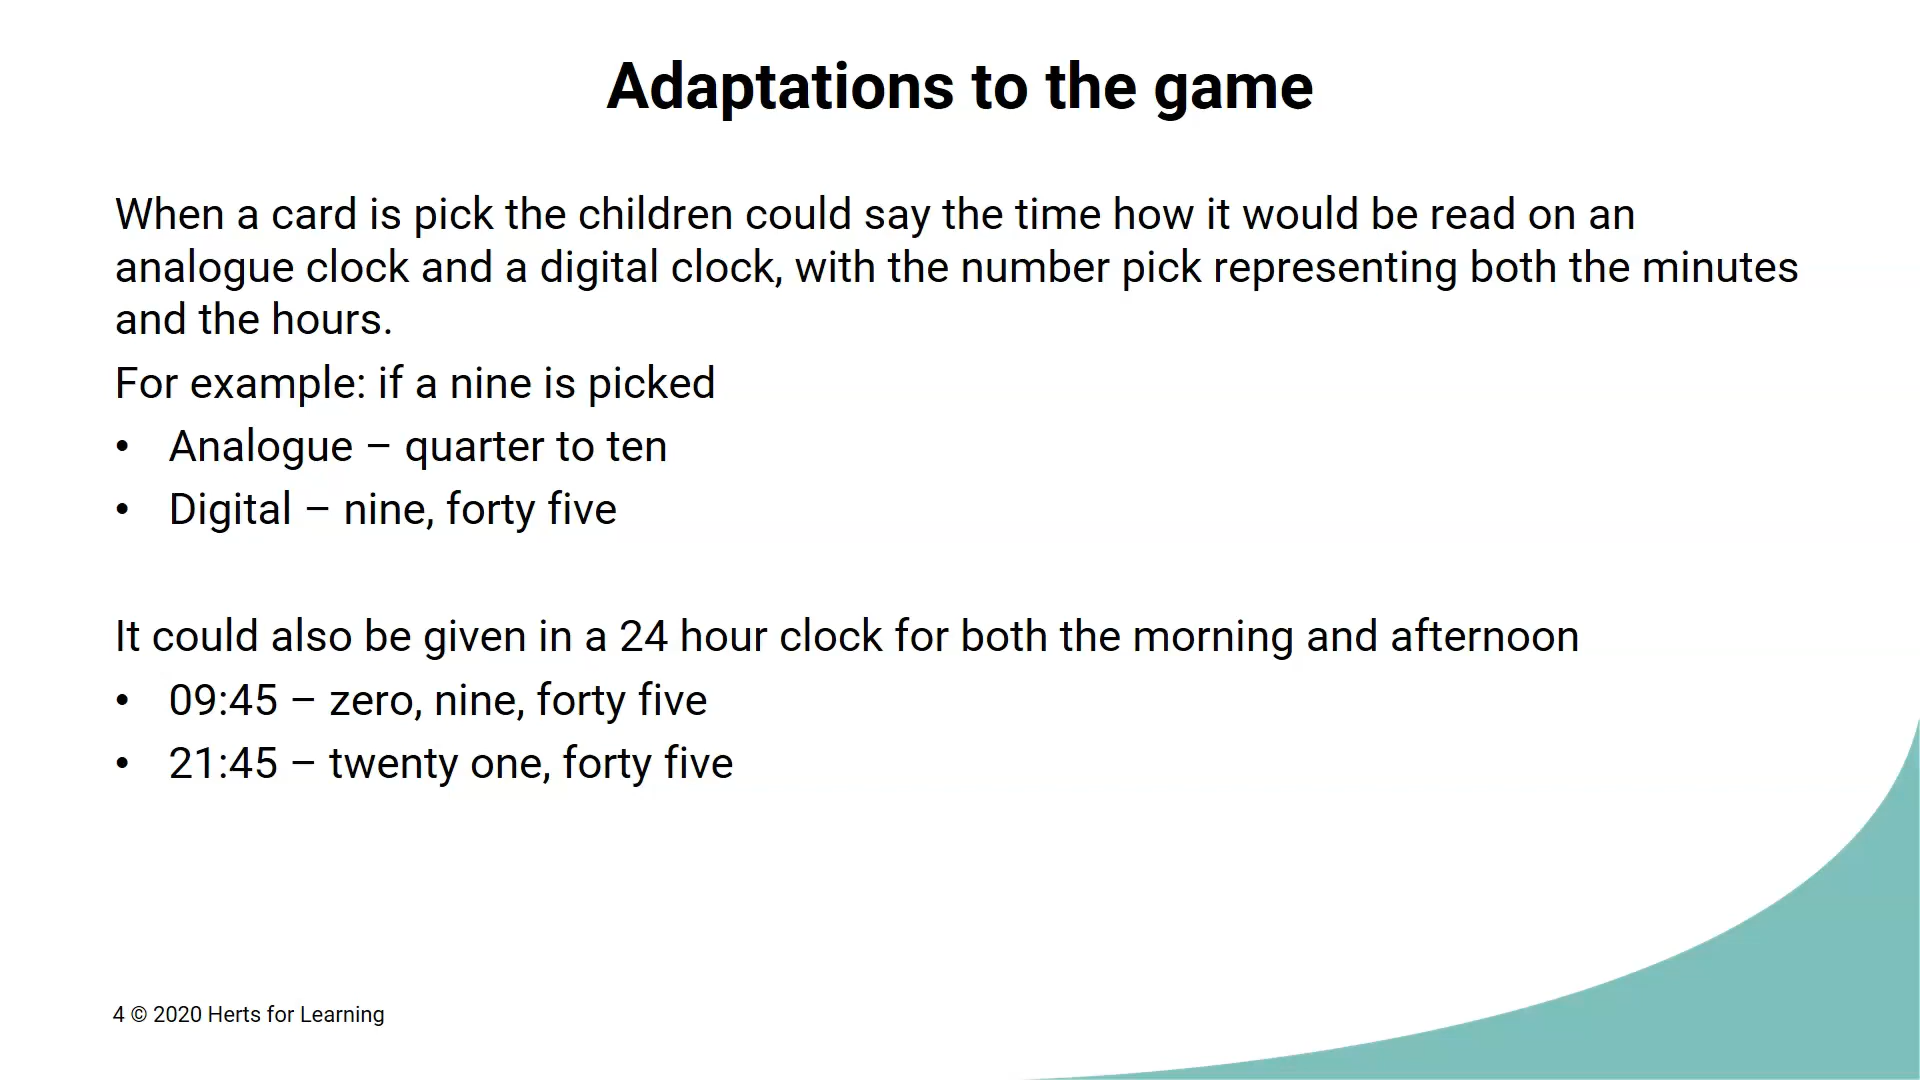 Adaptations to the game
When a card is pick the children could say the time how it would be read on an
analogue clock and a digital clock, with the number pick representing both the minutes
and the hours.
For example: if a nine is picked
• Analogue – quarter to ten
• Digital – nine, forty five
It could also be given in a 24 hour clock for both the morning and afternoon
• 09:45 – zero, nine, forty five
• 21:45 – twenty one, forty five
4 © 2020 Herts for Learning